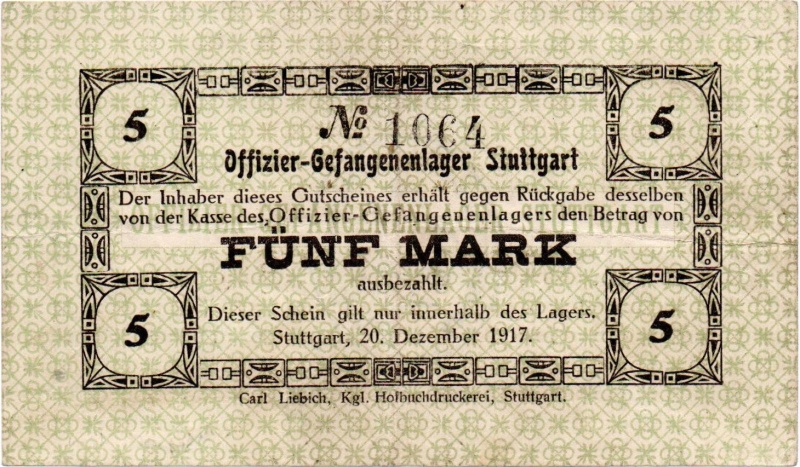 5 5
№ 1064
Offizier-Gefangenenlager Stuttgart
Der Inhaber dieses Gutscheines erhält gegen Rückgabe desselben
von der Kasse des Offizier-Gefangenenlagers den Betrag von
FÜNF MARK
ausbezahlt.
Dieser Schein gilt nur innerhalb des Lagers.
Stuttgart, 20. Dezember 1917.
5 5
Carl Liebich, Kgl. Hofbuchdruckerei, Stuttgart.